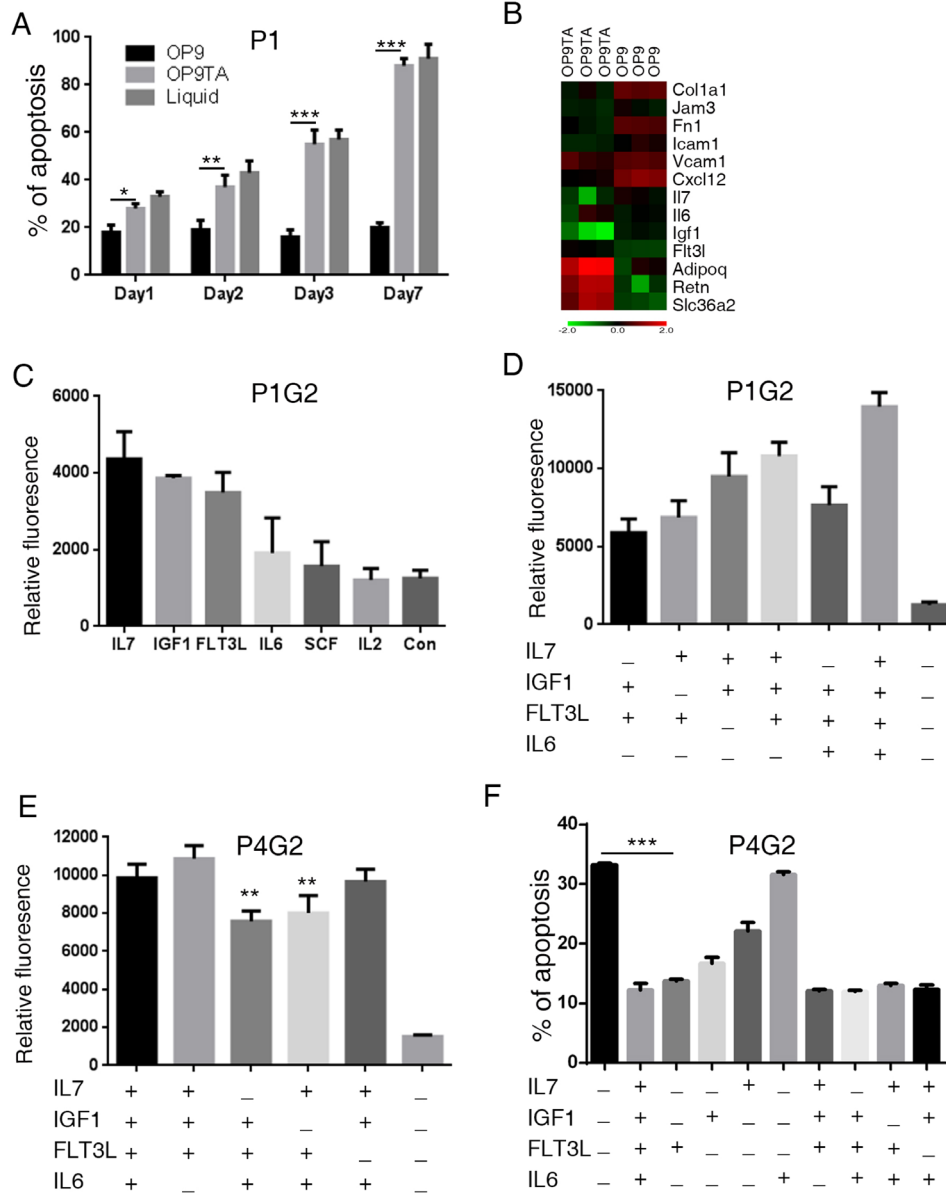 A
P1
OP9
OP9TA
Liquid
***
***
**
*
% of apoptosis
100
80
60
40
20
0
Day1 Day2 Day3 Day7
B
OP9TA OP9TA OP9TA OP9 OP9 OP9
Col1a1
Jam3
Fn1
Icam1
Vcam1
Cxcl12
Il7
Il6
Igf1
Flt3l
Adipoq
Retn
Slc36a2
-2.0 0.0 2.0
C
P1G2
Relative fluoresence
6000
4000
2000
0
IL7 IGF1 FLT3L IL6 SCF IL2 Con
D
P1G2
Relative fluoresence
15000
10000
5000
0
IL7 – + + + – + –
IGF1 + – + + + + –
FLT3L + + – + + + –
IL6 – – – – + + –
E
P4G2
** **
Relative fluoresence
12000
10000
8000
6000
4000
2000
0
IL7 + + – + + –
IGF1 + + + – + –
FLT3L + + + + – –
IL6 + – + + + –
F
P4G2
***
% of apoptosis
40
30
20
10
0
IL7 – + – – + – + – + +
IGF1 – + – + – – + + – +
FLT3L – + + – – – + + + –
IL6 – + – – – + – + + +